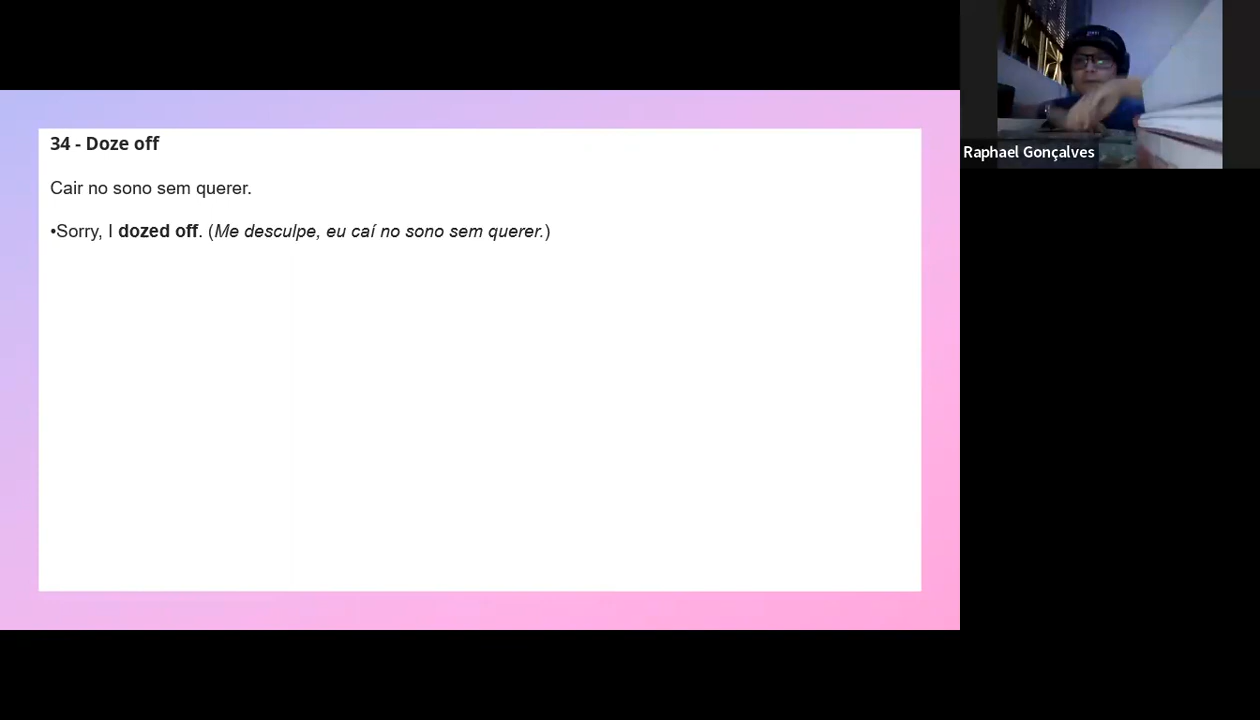 34 - Doze off
Cair no sono sem querer.
•Sorry, I dozed off. (Me desculpe, eu caí no sono sem querer.)
Raphael Gonçalves